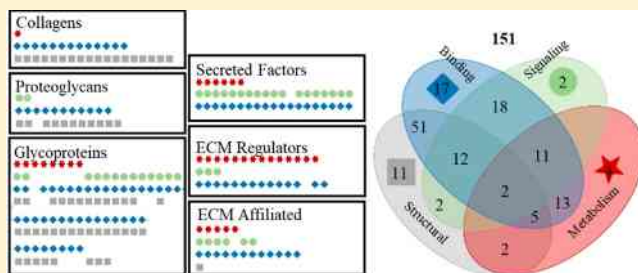 Collagens
Proteoglycans
Glycoproteins
Secreted Factors
ECM Regulators
ECM Affiliated
151
Binding
Signaling
17
2
18
51
12
11
11
2
2
13
5
2
Structural
Metabolism